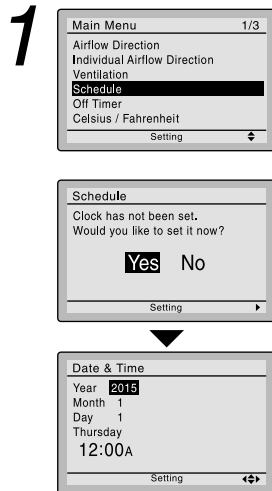 1
Main Menu 1/3
Airflow Direction
Individual Airflow Direction
Ventilation
Schedule
Off Timer
Celsius / Fahrenheit
Setting
Schedule
Clock has not been set.
Would you like to set it now?
Yes No
Setting
Date & Time
Year 2015
Month 1
Day 1
Thursday
12:00A
Setting